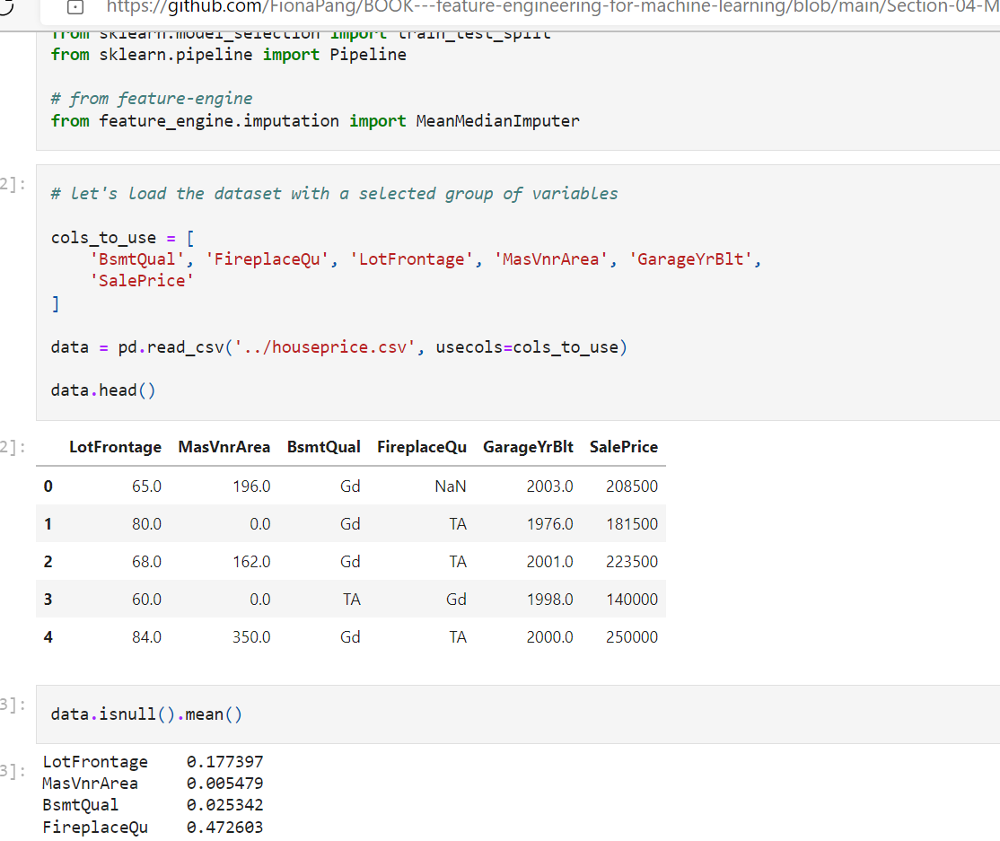 https://github.com/FionaPang/BOOK---feature-engineering-for-machine-learning/blob/main/Section-04-M
from sklearn.model_selection import train_test_split
from sklearn.pipeline import Pipeline
# from feature-engine
from feature_engine.imputation import MeanMedianImputer
2]:
# let's load the dataset with a selected group of variables
cols_to_use = [
'BsmtQual', 'FireplaceQu', 'LotFrontage', 'MasVnrArea', 'GarageYrBlt',
'SalePrice'
]
data = pd.read_csv('../houseprice.csv', usecols=cols_to_use)
data.head()
2]:
LotFrontage MasVnrArea BsmtQual FireplaceQu GarageYrBlt SalePrice
0 65.0 196.0 Gd NaN 2003.0 208500
1 80.0 0.0 Gd TA 1976.0 181500
2 68.0 162.0 Gd TA 2001.0 223500
3 60.0 0.0 TA Gd 1998.0 140000
4 84.0 350.0 Gd TA 2000.0 250000
3]:
data.isnull().mean()
3]:
LotFrontage 0.177397
MasVnrArea 0.005479
BsmtQual 0.025342
FireplaceQu 0.472603